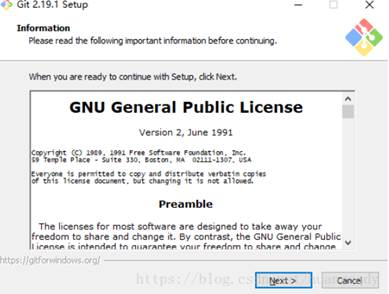 Git 2.19.1 Setup
Information
Please read the following important information before continuing.
When you are ready to continue with Setup, click Next.
GNU General Public License
Version 2, June 1991
Copyright (C) 1989, 1991 Free Software Foundation, Inc.
59 Temple Place - Suite 330, Boston, MA 02111-1307, USA
Everyone is permitted to copy and distribute verbatim copies
of this license document, but changing it is not allowed.
Preamble
The licenses for most software are designed to take away your
freedom to share and change it. By contrast, the GNU General Public
License is intended to guarantee your freedom to share and change
https://gitforwindows.org/
Next >
Cancel